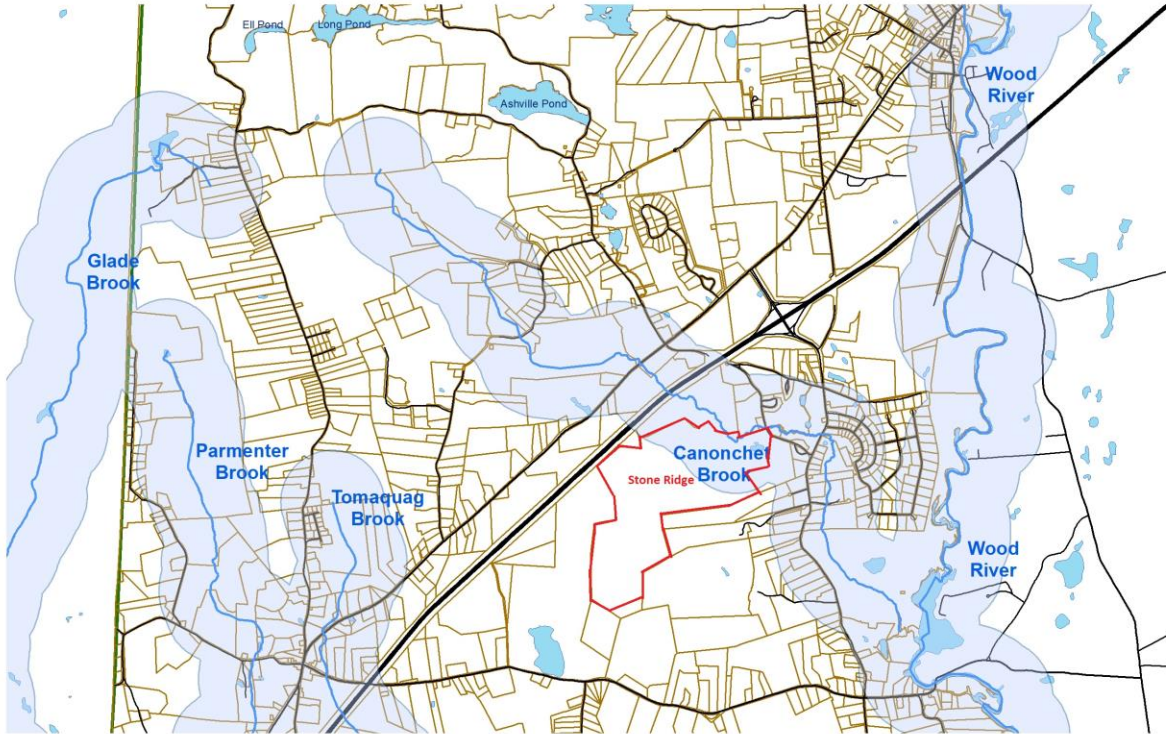 Ell Pond
Long Pond
Wood
River
Ashville Pond
Glade
Brook
Parmenter
Brook
Canonchet
Brook
Stone Ridge
Tomaquag
Brook
Wood
River